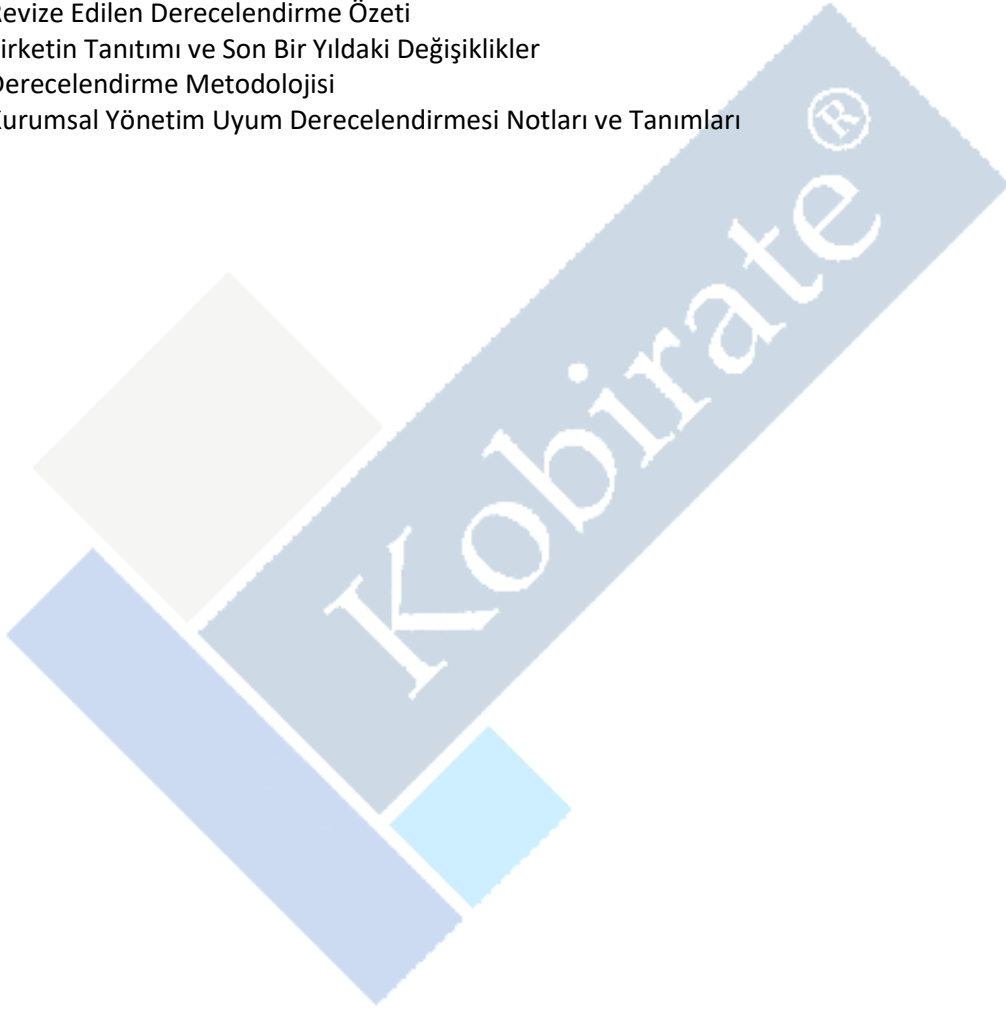 evize Edilen Derecelendirme Özeti
irketin Tanıtımı ve Son Bir Yıldaki Değişiklikler
Derecelendirme Metodolojisi
Kurumsal Yönetim Uyum Derecelendirmesi Notları ve Tanımları
Kobirate®